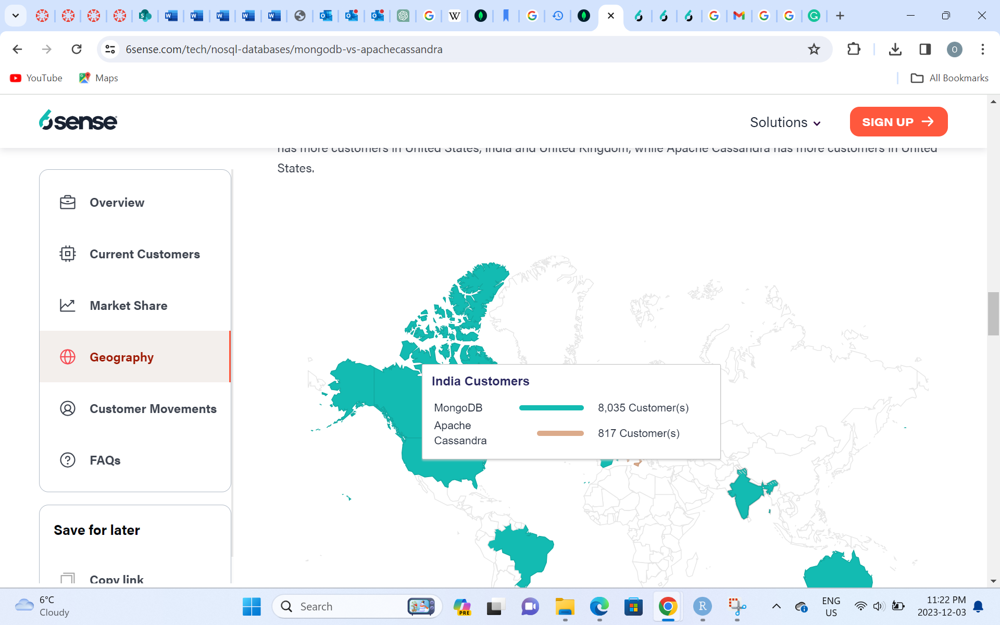 6sense.com/tech/nosql-databases/mongodb-vs-apachecassandra
O
YouTube
Maps
All Bookmarks
6sense
Solutions
SIGN UP
has more customers in United States, India and United Kingdom, while Apache Cassandra has more customers in United
States.
Overview
Current Customers
Market Share
Geography
Customer Movements
FAQs
Save for later
Copy link
India Customers
MongoDB
8,035 Customer(s)
Apache
Cassandra
817 Customer(s)
6°C
Cloudy
Search
PRE
R
ENG
US
11:22 PM
2023-12-03